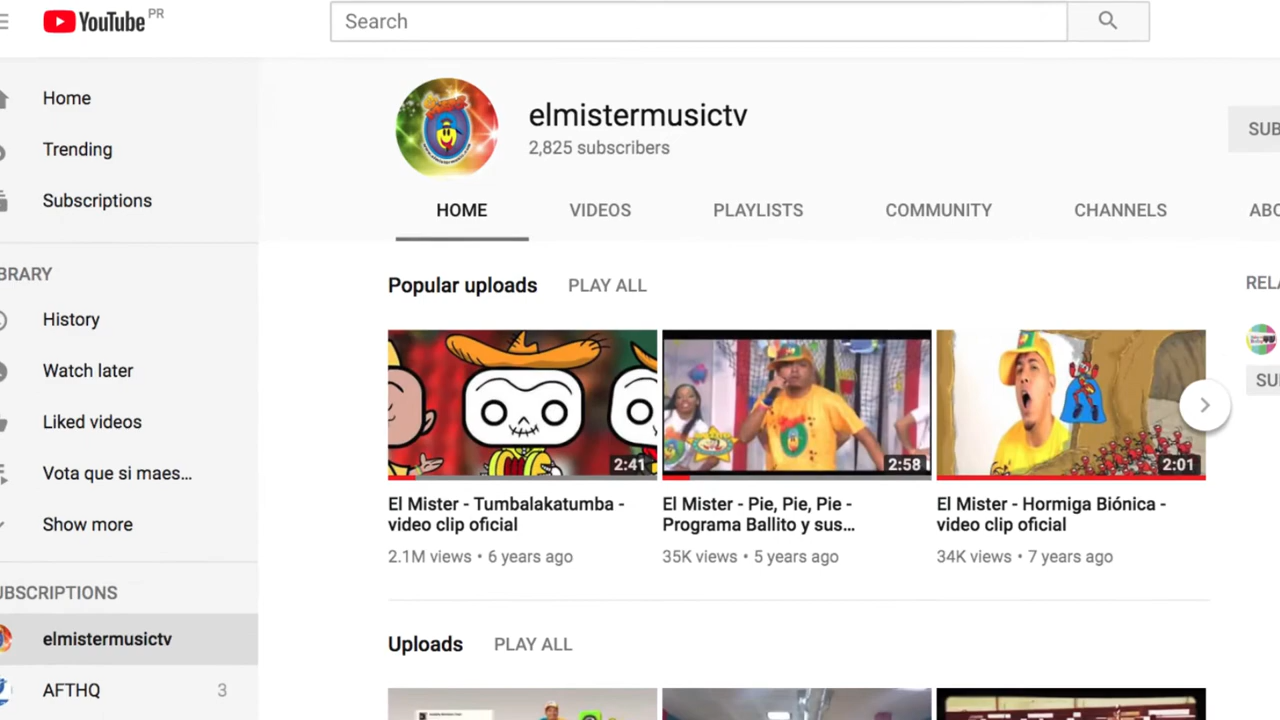 YouTube PR
Search
Home
Trending
Subscriptions
BRARY
History
Watch later
Liked videos
Vota que si maes...
Show more
UBSCRIPTIONS
elmistermusictv
AFTHQ 3
elmistermusictv
2,825 subscribers
SUB
HOME VIDEOS PLAYLISTS COMMUNITY CHANNELS ABO
Popular uploads PLAY ALL
2:41
El Mister - Tumbalakatumba -
video clip oficial
2.1M views • 6 years ago
2:58
El Mister - Pie, Pie, Pie -
Programa Ballito y sus...
35K views • 5 years ago
2:01
El Mister - Hormiga Biónica -
video clip oficial
34K views • 7 years ago
RELA
SU
Uploads PLAY ALL